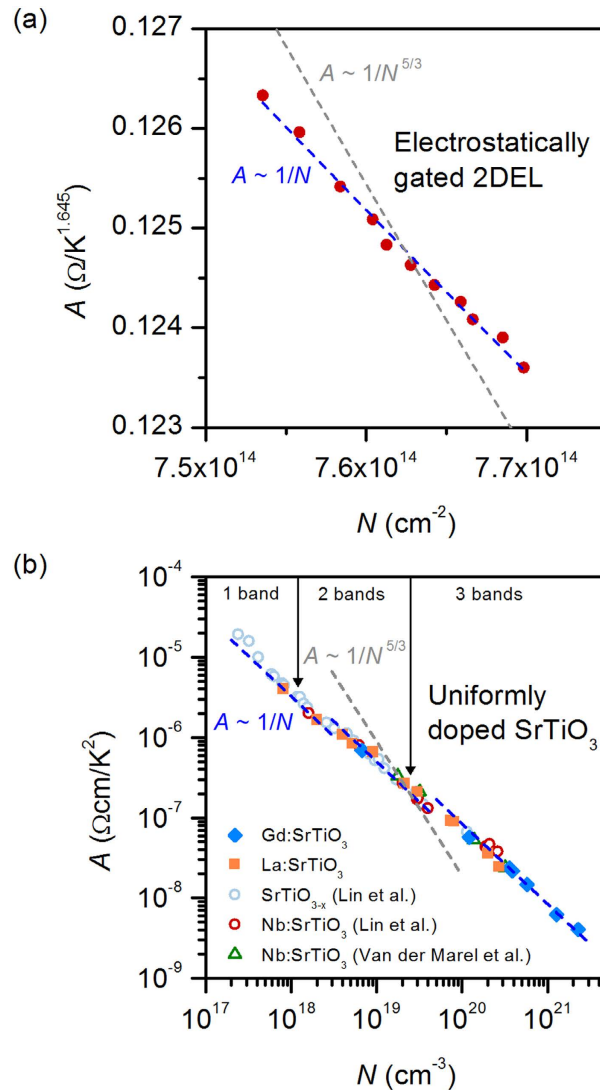 (a)
0.127
0.126
0.125
0.124
0.123
A (Ω/K^1.645)
A ~ 1/N^5/3
A ~ 1/N
Electrostatically
gated 2DEL
7.5x10^14
7.6x10^14
7.7x10^14
N (cm^-2)
(b)
10^-4
10^-5
10^-6
10^-7
10^-8
10^-9
A (Ωcm/K^2)
1 band
2 bands
3 bands
A ~ 1/N^5/3
A ~ 1/N
Uniformly
doped SrTiO₃
Gd:SrTiO₃
La:SrTiO₃
SrTiO₃₋ₓ (Lin et al.)
Nb:SrTiO₃ (Lin et al.)
Nb:SrTiO₃ (Van der Marel et al.)
10^17
10^18
10^19
10^20
10^21
N (cm^-3)